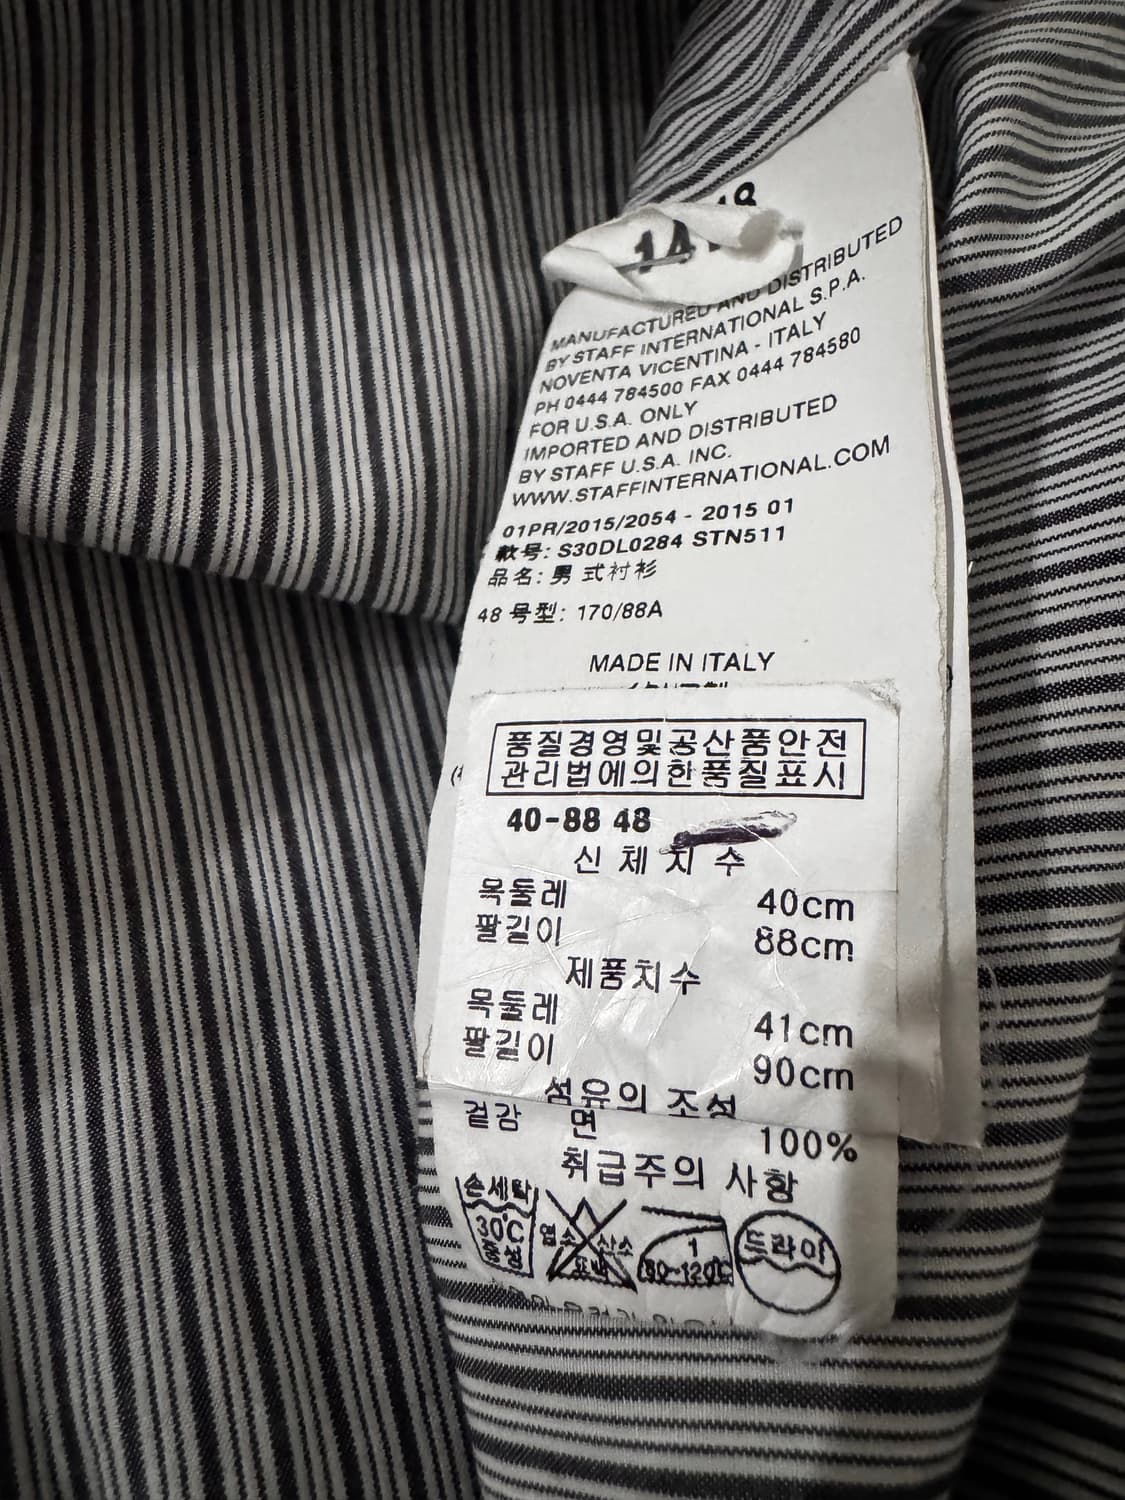 MANUFACTURED AND DISTRIBUTED
BY STAFF INTERNATIONAL S.P.A.
NOVENTA VICENTINA - ITALY
PH 0444 784500 FAX 0444 784580
FOR U.S.A. ONLY
IMPORTED AND DISTRIBUTED
BY STAFF U.S.A. INC.
WWW.STAFFINTERNATIONAL.COM
01PR/2015/2054 - 2015 01
款号: S30DL0284 STN511
品名: 男式衬衫
48 号型: 170/88A
MADE IN ITALY
품질경영및공산품안전
관리법에의한품질표시
40-88 48
신체치수
목둘레 40cm
팔길이 88cm
제품치수
목둘레 41cm
팔길이 90cm
섬유의 조성
겉감 면 100%
취급주의 사항
손세탁 30℃ 중성
염소 산소 표백
1 80~120℃
드라이